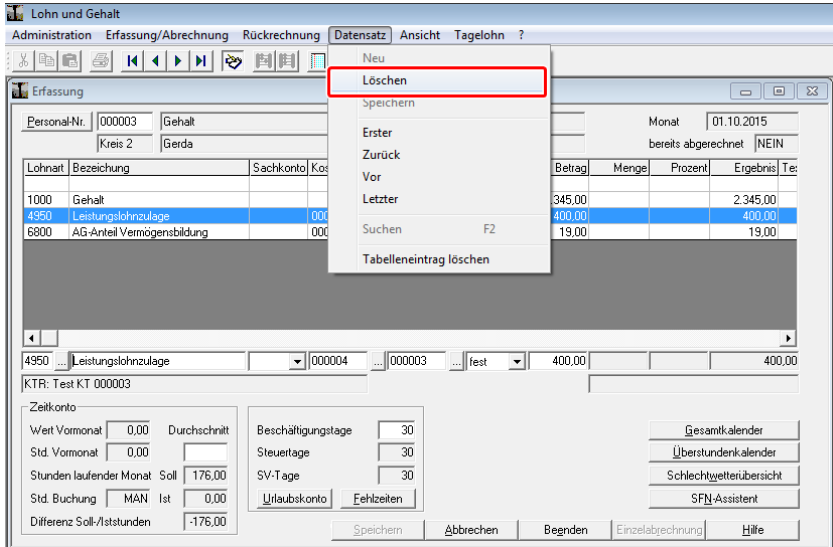 Lohn und Gehalt
Administration Erfassung/Abrechnung Rückrechnung Datensatz Ansicht Tagelohn ?
Neu
Löschen
Speichern
Erster
Zurück
Vor
Letzter
Suchen F2
Tabelleneintrag löschen
Erfassung
Personal-Nr. 000003 Gehalt Monat 01.10.2015
Kreis 2 Gerda bereits abgerechnet NEIN
Lohnart Bezeichung Sachkonto Kos Betrag Menge Prozent Ergebnis Te
1000 Gehalt .345,00 2.345,00
4950 Leistungslohnzulage 000 400,00 400,00
6800 AG-Anteil Vermögensbildung 000 19,00 19,00
4950 ... Leistungslohnzulage 000004 ... 000003 ... fest 400,00 400,00
KTR: Test KT 000003
Zeitkonto
Wert Vormonat 0,00 Durchschnitt Beschäftigungstage 30 Gesamtkalender
Std. Vormonat 0,00 Steuertage 30 Überstundenkalender
Stunden laufender Monat Soll 176,00 SV-Tage 30 Schlechtwetterübersicht
Std. Buchung MAN Ist 0,00 Urlaubskonto Fehlzeiten SFN-Assistent
Differenz Soll-/Iststunden -176,00 Speichern Abbrechen Beenden Einzelabrechnung Hilfe